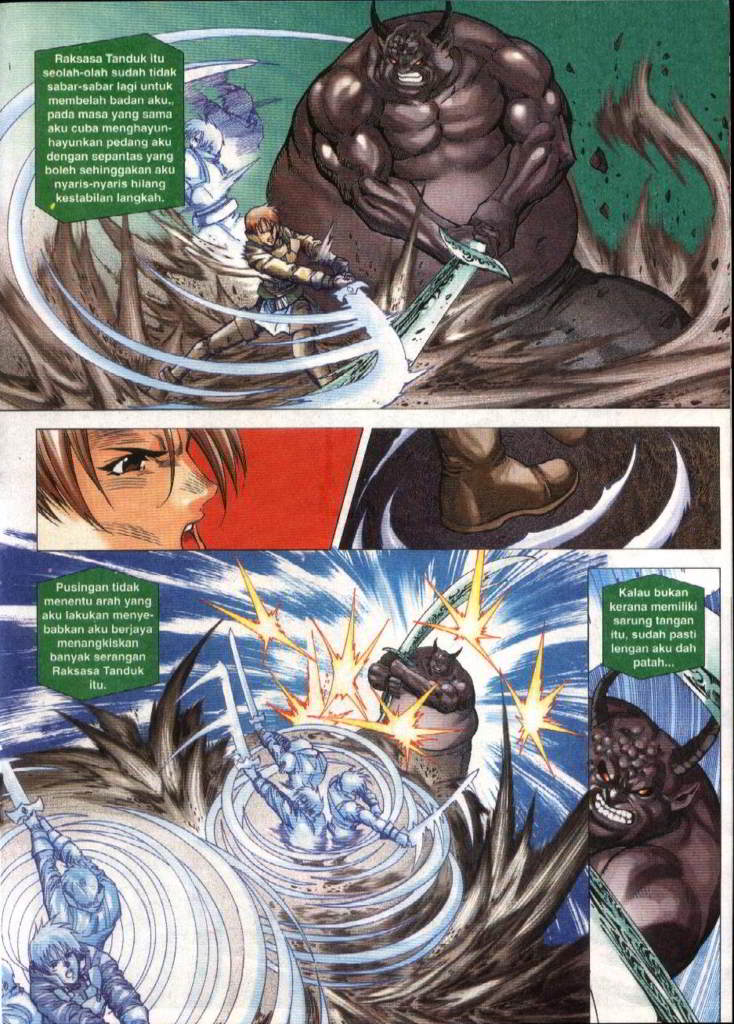 Raksasa Tanduk itu
seolah-olah sudah tidak
sabar-sabar lagi untuk
membelah badan aku,.
pada masa yang sama
aku cuba menghayun-
hayunkan pedang aku
dengan sepantas yang
boleh sehinggakan aku
nyaris-nyaris hilang
kestabilan langkah.
Pusingan tidak
menentu arah yang
aku lakukan menye-
babkan aku berjaya
menangkiskan
banyak serangan
Raksasa Tanduk
itu.
Kalau bukan
kerana memiliki
sarung tangan
itu, sudah pasti
lengan aku dah
patah...